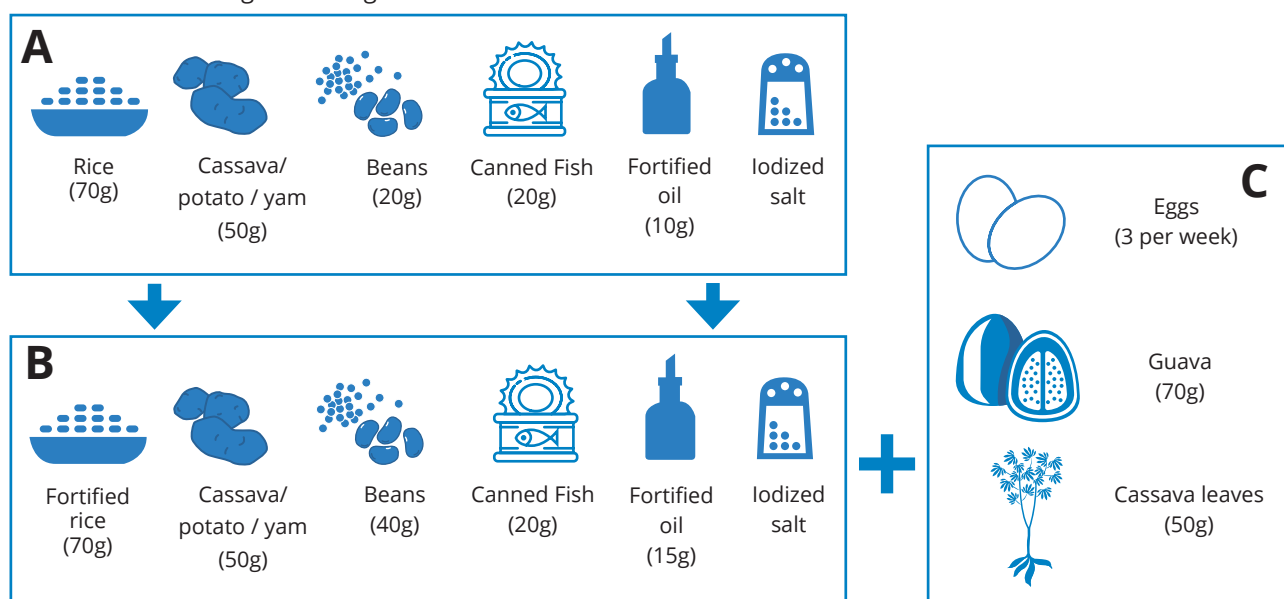 A
Rice
(70g)
Cassava/
potato / yam
(50g)
Beans
(20g)
Canned Fish
(20g)
Fortified
oil
(10g)
Iodized
salt
B
Fortified
rice
(70g)
Cassava/
potato / yam
(50g)
Beans
(40g)
Canned Fish
(20g)
Fortified
oil
(15g)
Iodized
salt
C
Eggs
(3 per week)
Guava
(70g)
Cassava leaves
(50g)